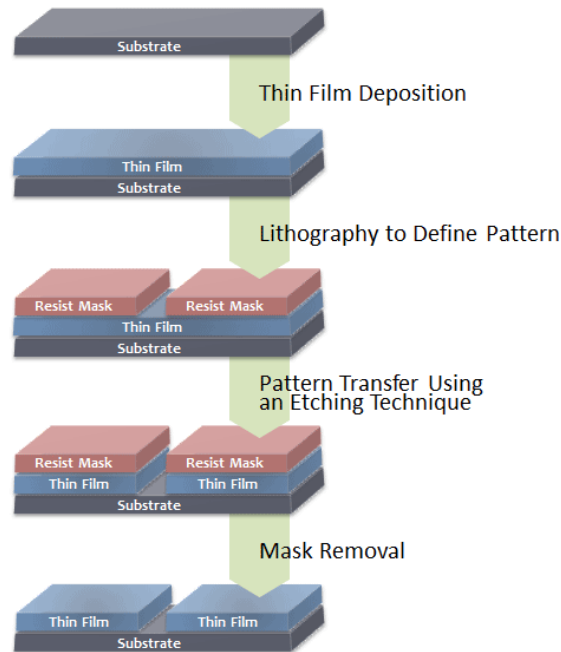 Substrate
Thin Film Deposition
Thin Film
Substrate
Lithography to Define Pattern
Resist Mask Resist Mask
Thin Film
Substrate
Pattern Transfer Using
an Etching Technique
Resist Mask Resist Mask
Thin Film Thin Film
Substrate
Mask Removal
Thin Film Thin Film
Substrate